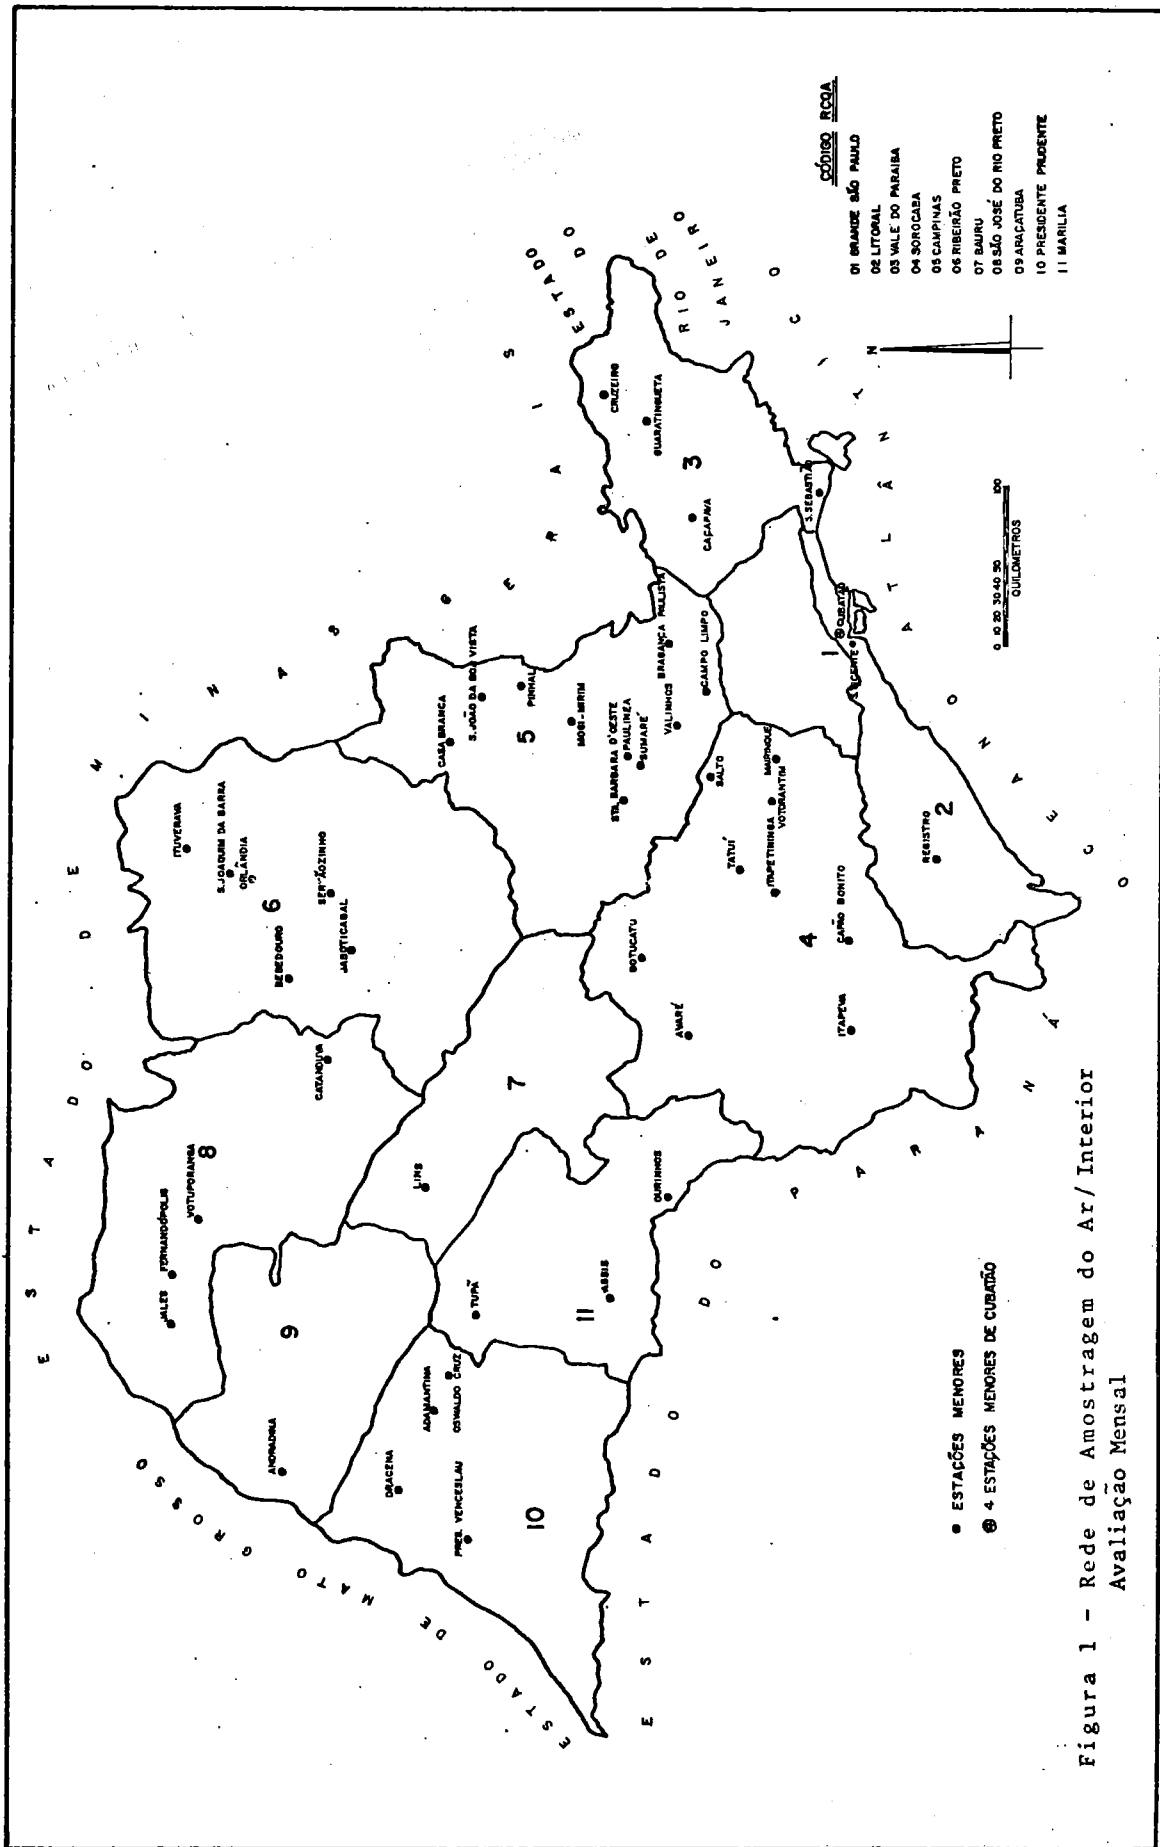 ESTADO DE MINAS GERAIS
ESTADO DO
RIO DE
JANEIRO
ESTADO DE MATO GROSSO
ESTADO DO PARANÁ
OCEANO ATLÂNTICO
JALES
FERNANDÓPOLIS
VOTUPORANGA
8
CATANDUVA
ITUVERAVA
S.JOAQUIM DA BARRA
ORLÂNDIA
6
BEBEDOURO
SERTÃOZINHO
JABOTICABAL
ANDRADINA
9
DRACENA
ADAMANTINA
OSWALDO CRUZ
PRES. VENCESLAU
10
LINS
7
TUPÃ
11
ASSIS
OURINHOS
CASA BRANCA
S.JOÃO DA BOA VISTA
5
PINHAL
MOGI-MIRIM
STA. BARBARA D'OESTE
PAULINEA
SUMARÉ
VALINHOS
BRAGANÇA PAULISTA
CAMPO LIMPO
BOTUCATU
AVARÉ
SALTO
TATUÍ
MAIRINQUE
ITAPETININGA
VOTORANTIM
4
CAPÃO BONITO
ITAPEVA
CRUZEIRO
GUARATINGUETA
3
CAÇAPAVA
S.SEBASTIÃO
1
CUBATÃO
S.VICENTE
2
REGISTRO
CÓDIGO RCQA
01 GRANDE SÃO PAULO
02 LITORAL
03 VALE DO PARAIBA
04 SOROCABA
05 CAMPINAS
06 RIBEIRÃO PRETO
07 BAURU
08 SÃO JOSÉ DO RIO PRETO
09 ARAÇATUBA
10 PRESIDENTE PRUDENTE
11 MARILIA
N
0 10 20 30 40 50 100
QUILOMETROS
ESTAÇÕES MENORES
4 ESTAÇÕES MENORES DE CUBATÃO
Figura 1 - Rede de Amostragem do Ar/Interior
Avaliação Mensal